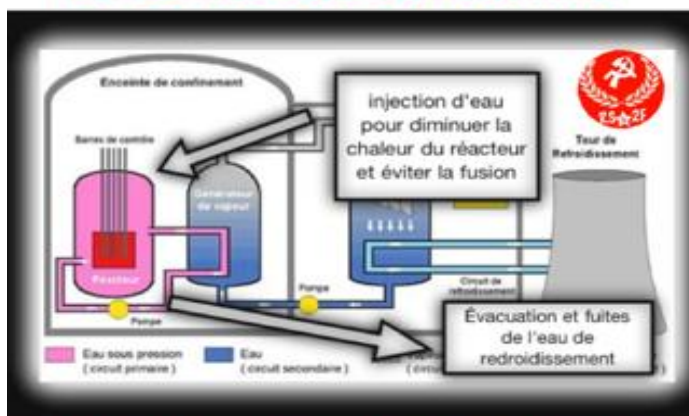 Enceinte de confinement
injection d'eau
pour diminuer la
chaleur du réacteur
et éviter la fusion
Barres de contrôle
Tour de
Refroidissement
Générateur
de vapeur
Réacteur
Pompe
Pompe
Circuit de
refroidissement
Évacuation et fuites
de l'eau de
redroidissement
Eau sous pression
( circuit primaire )
Eau
( circuit secondaire )